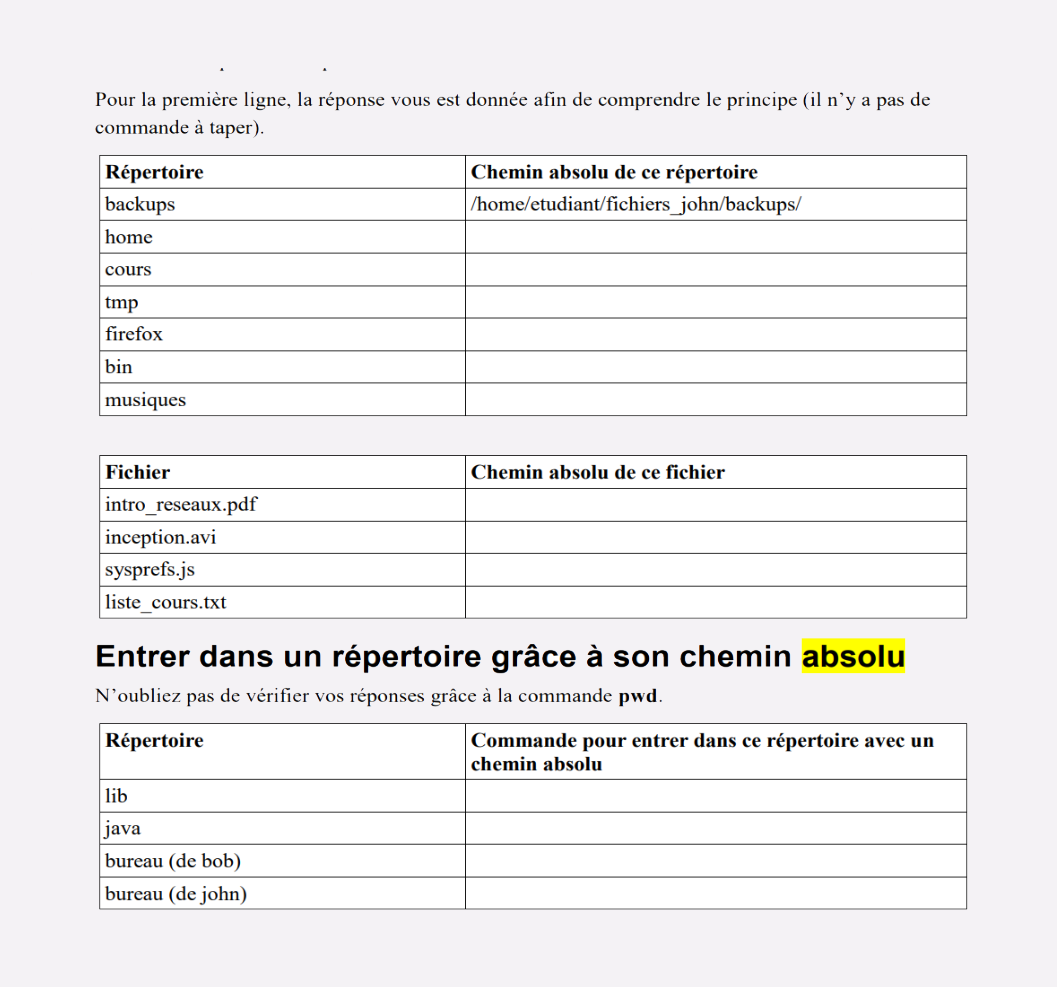 Pour la première ligne, la réponse vous est donnée afin de comprendre le principe (il n’y a pas de
commande à taper).
Répertoire Chemin absolu de ce répertoire
backups /home/etudiant/fichiers_john/backups/
home
cours
tmp
firefox
bin
musiques
Fichier Chemin absolu de ce fichier
intro_reseaux.pdf
inception.avi
sysprefs.js
liste_cours.txt
Entrer dans un répertoire grâce à son chemin absolu
N’oubliez pas de vérifier vos réponses grâce à la commande pwd.
Répertoire Commande pour entrer dans ce répertoire avec un
chemin absolu
lib
java
bureau (de bob)
bureau (de john)